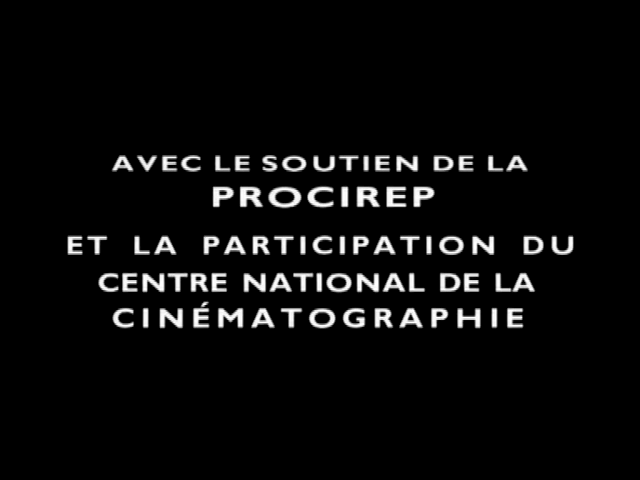 AVEC LE SOUTIEN DE LA
PROCIREP
ET LA PARTICIPATION DU
CENTRE NATIONAL DE LA
CINÉMATOGRAPHIE